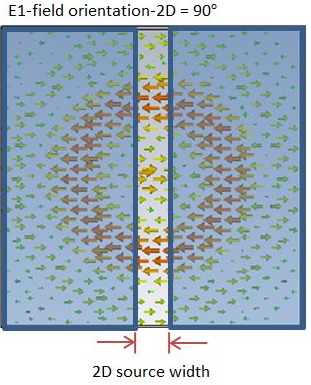 E1-field orientation-2D = 90°
2D source width